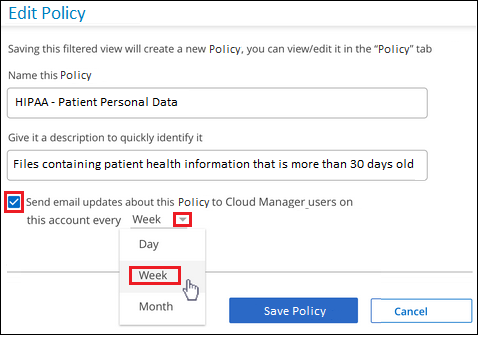 Edit Policy
Saving this filtered view will create a new Policy, you can view/edit it in the “Policy” tab
Name this Policy
HIPAA - Patient Personal Data
Give it a description to quickly identify it
Files containing patient health information that is more than 30 days old
Send email updates about this Policy to Cloud Manager users on
this account every Week
Day
Week
Month
Save Policy
Cancel